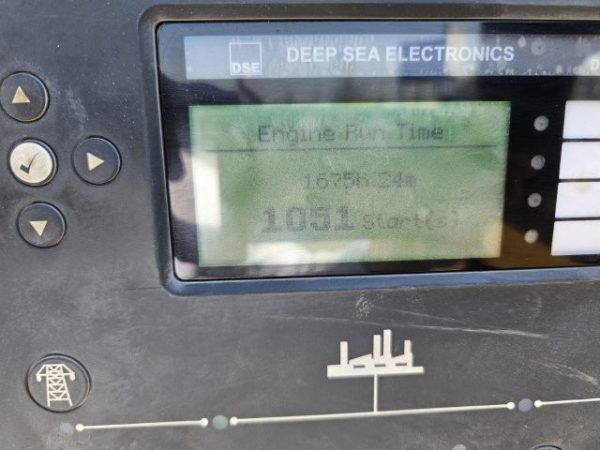 DSE
DEEP SEA ELECTRONICS
Engine Run Time
1675h 24m
1051 Start(s)